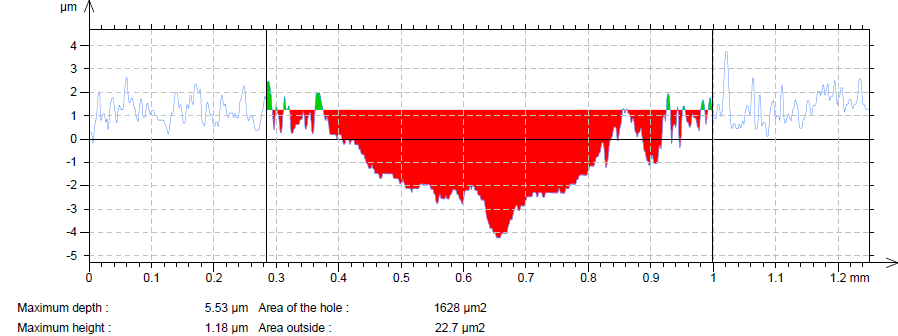 µm
4
3
2
1
0
-1
-2
-3
-4
-5
0 0.1 0.2 0.3 0.4 0.5 0.6 0.7 0.8 0.9 1 1.1 1.2 mm
Maximum depth : 5.53 µm Area of the hole : 1628 µm2
Maximum height : 1.18 µm Area outside : 22.7 µm2